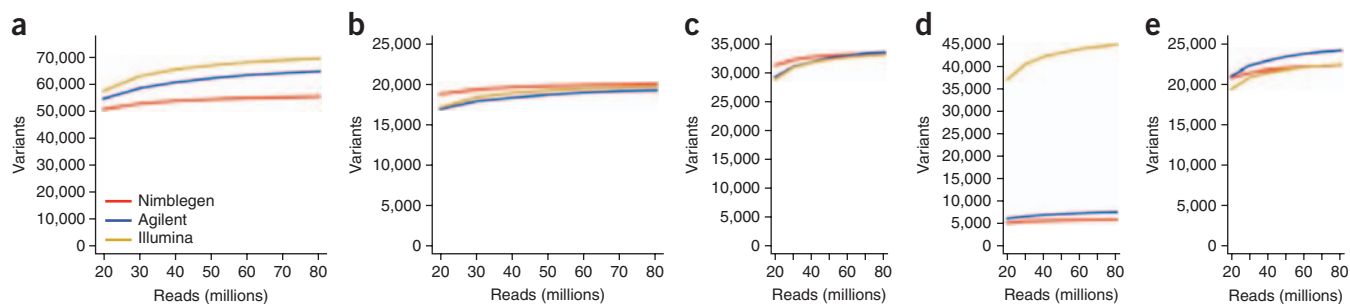 a
Variants
70,000
60,000
50,000
40,000
30,000
20,000
10,000
0
20 30 40 50 60 70 80
Reads (millions)
Nimblegen
Agilent
Illumina
b
Variants
25,000
20,000
15,000
10,000
5,000
0
20 30 40 50 60 70 80
Reads (millions)
c
Variants
35,000
30,000
25,000
20,000
15,000
10,000
5,000
0
20 40 60 80
Reads (millions)
d
Variants
45,000
40,000
35,000
30,000
25,000
20,000
15,000
10,000
5,000
0
20 40 60 80
Reads (millions)
e
Variants
25,000
20,000
15,000
10,000
5,000
0
20 40 60 80
Reads (millions)